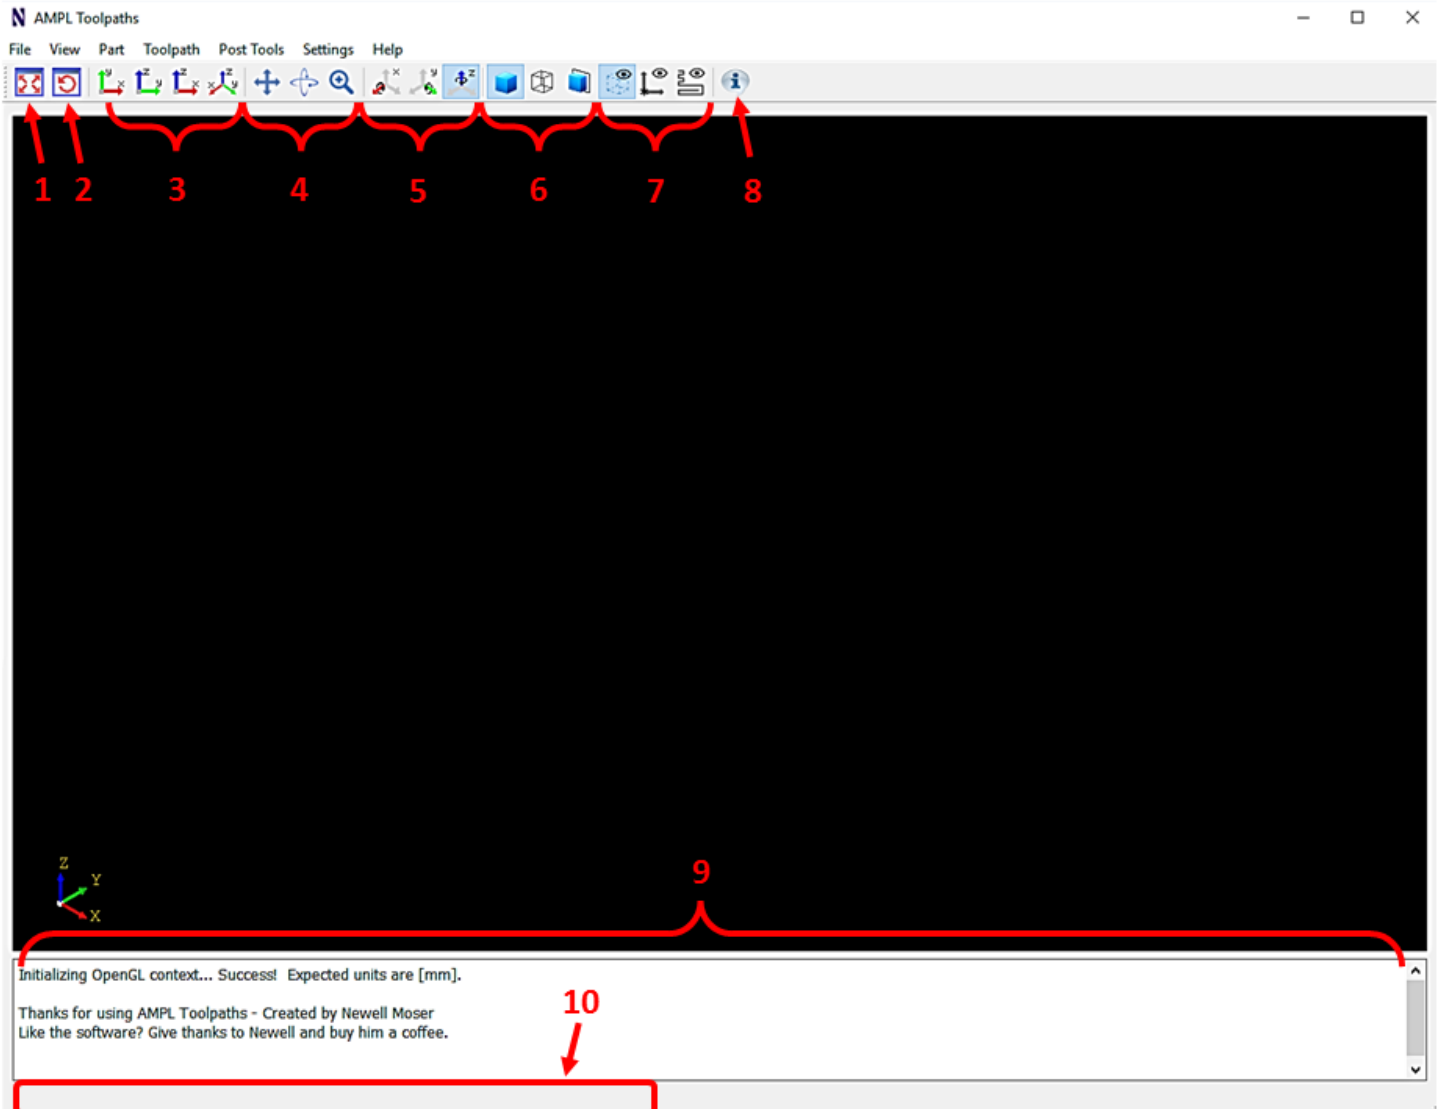 AMPL Toolpaths
File View Part Toolpath Post Tools Settings Help
1 2 3 4 5 6 7 8
Z
Y
X
9
Initializing OpenGL context... Success! Expected units are [mm].
Thanks for using AMPL Toolpaths - Created by Newell Moser
Like the software? Give thanks to Newell and buy him a coffee.
10